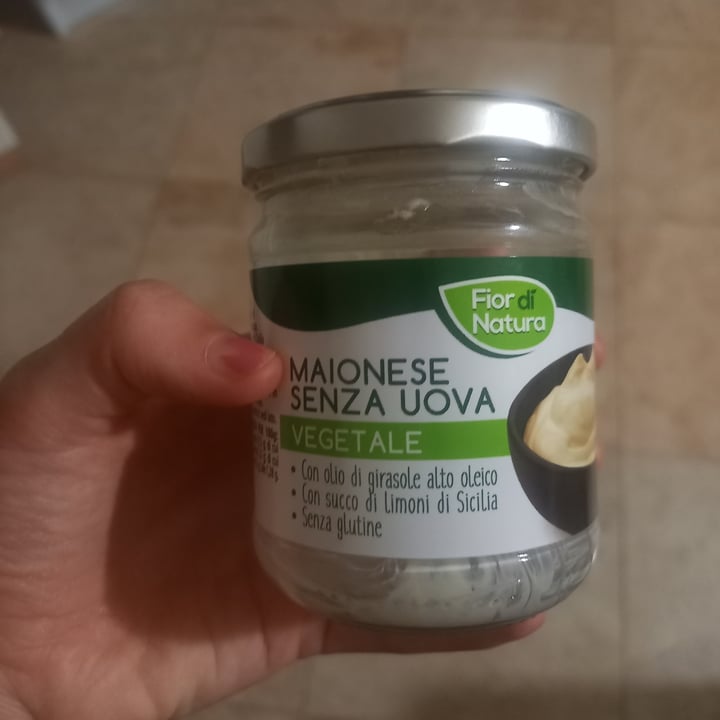 Fior di
Natura
MAIONESE
SENZA UOVA
VEGETALE
• Con olio di girasole alto oleico
• Con succo di limoni di Sicilia
• Senza glutine